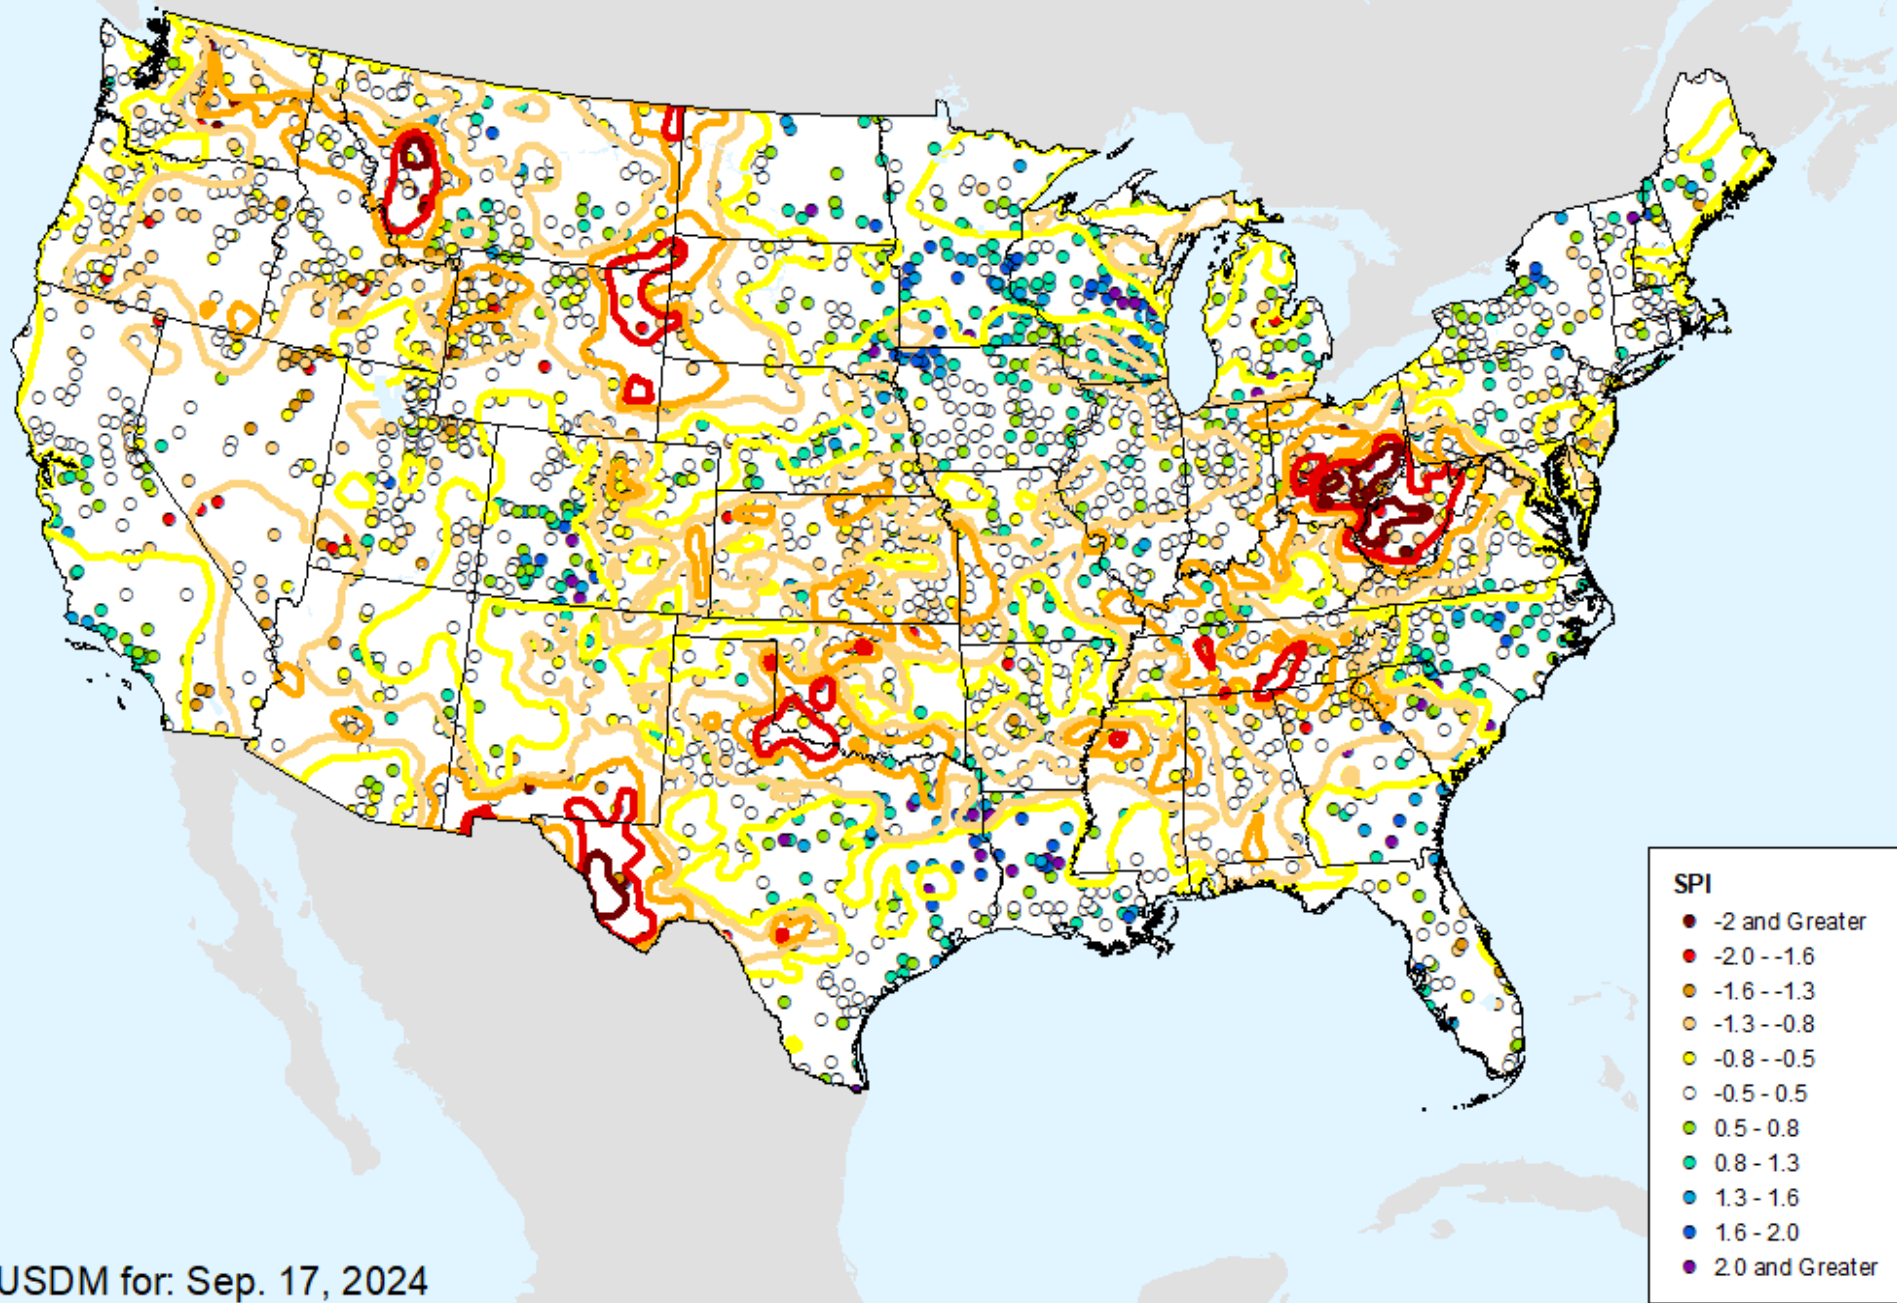 SPI
-2 and Greater
-2.0 - -1.6
-1.6 - -1.3
-1.3 - -0.8
-0.8 - -0.5
-0.5 - 0.5
0.5 - 0.8
0.8 - 1.3
1.3 - 1.6
1.6 - 2.0
2.0 and Greater
USDM for: Sep. 17, 2024